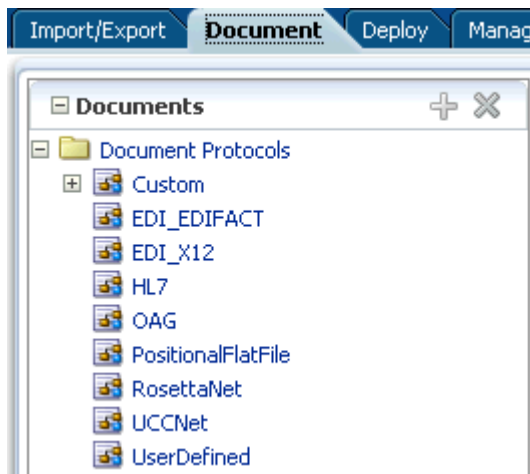 Import/Export Document Deploy Manag
Documents
Document Protocols
Custom
EDI_EDIFACT
EDI_X12
HL7
OAG
PositionalFlatFile
RosettaNet
UCCNet
UserDefined